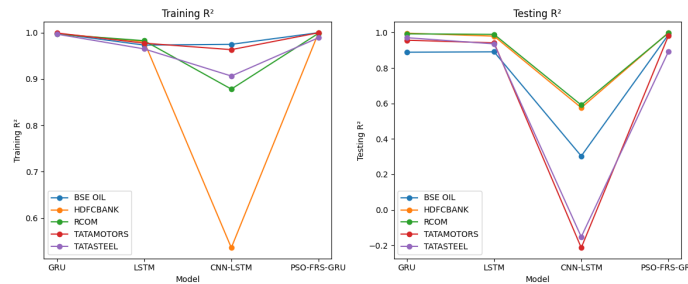 Training R²
Training R²
1.0
0.9
0.8
0.7
0.6
BSE OIL
HDFCBANK
RCOM
TATAMOTORS
TATASTEEL
GRU LSTM CNN-LSTM PSO-FRS-GRU
Model
Testing R²
Testing R²
1.0
0.8
0.6
0.4
0.2
0.0
−0.2
BSE OIL
HDFCBANK
RCOM
TATAMOTORS
TATASTEEL
GRU LSTM CNN-LSTM PSO-FRS-GR
Model